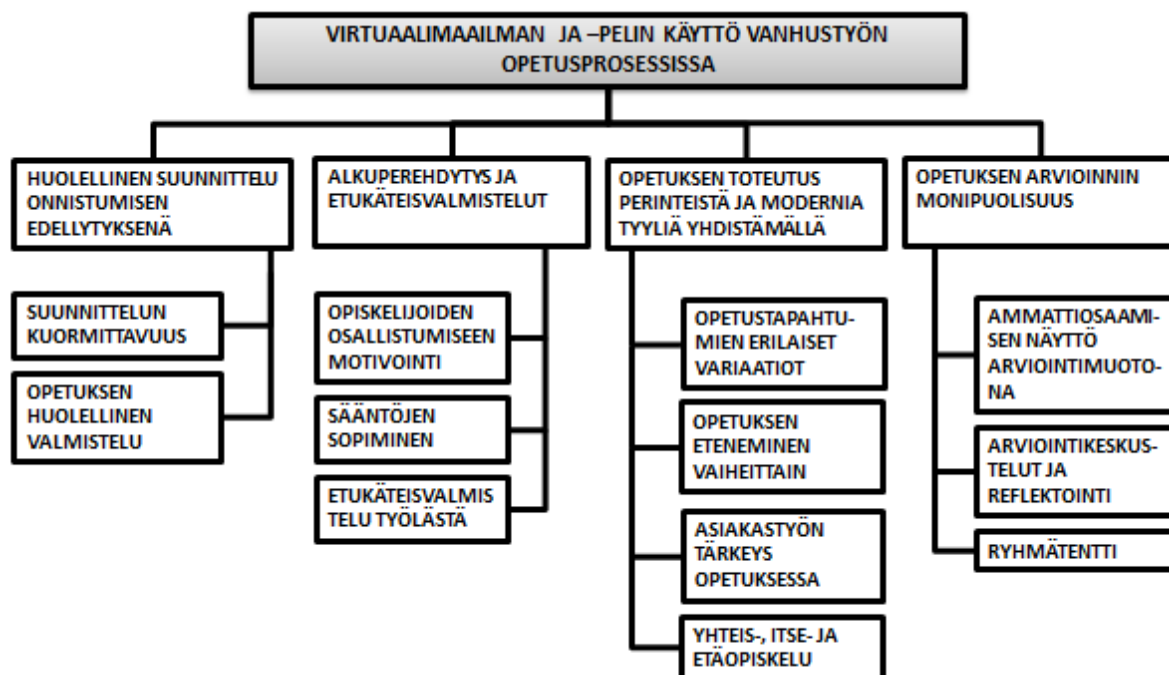 VIRTUAALIMAAILMAN JA –PELIN KÄYTTÖ VANHUSTYÖN
OPETUSPROSESSISSA
HUOLELLINEN SUUNNITTELU
ONNISTUMISEN
EDELLYTYKSENÄ
SUUNNITTELUN
KUORMITTAVUUS
OPETUKSEN
HUOLELLINEN
VALMISTELU
ALKUPEREHDYTYS JA
ETUKÄTEISVALMISTELUT
OPISKELIJOIDEN
OSALLISTUMISEEN
MOTIVOINTI
SÄÄNTÖJEN
SOPIMINEN
ETUKÄTEISVALMIS
TELU TYÖLÄSTÄ
OPETUKSEN TOTEUTUS
PERINTEISTÄ JA MODERNIA
TYYLIÄ YHDISTÄMÄLLÄ
OPETUSTAPAHTU-
MIEN ERILAISET
VARIAATIOT
OPETUKSEN
ETENEMINEN
VAIHEITTAIN
ASIAKASTYÖN
TÄRKEYS
OPETUKSESSA
YHTEIS-, ITSE- JA
ETÄOPISKELU
OPETUKSEN ARVIOINNIN
MONIPUOLISUUS
AMMATTIOSAAMI-
SEN NÄYTTÖ
ARVIOINTIMUOTO-
NA
ARVIOINTIKESKUS-
TELUT JA
REFLEKTOINTI
RYHMÄTENTTI